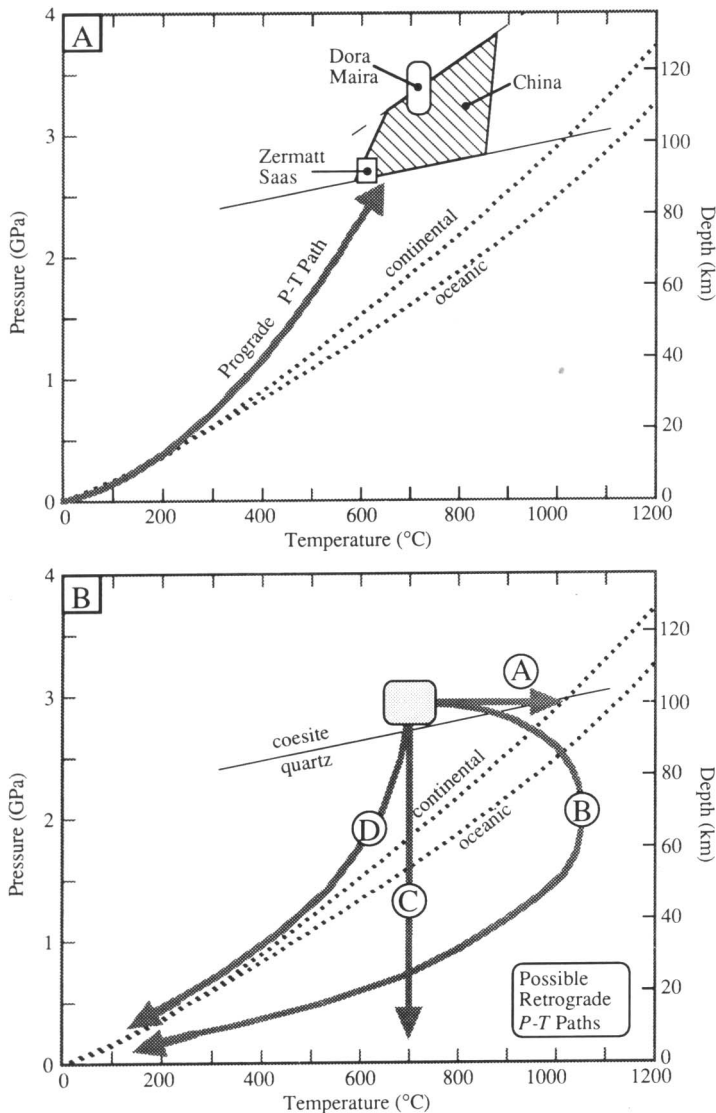 A
4
3
2
1
0
Pressure (GPa)
Dora
Maira
China
Zermatt
Saas
Prograde P-T Path
continental
oceanic
120
100
80
60
40
20
0
Depth (km)
0
200
400
600
800
1000
1200
Temperature (°C)
B
4
3
2
1
0
Pressure (GPa)
A
coesite
quartz
continental
oceanic
B
D
C
Possible
Retrograde
P-T Paths
120
100
80
60
40
20
0
Depth (km)
0
200
400
600
800
1000
1200
Temperature (°C)